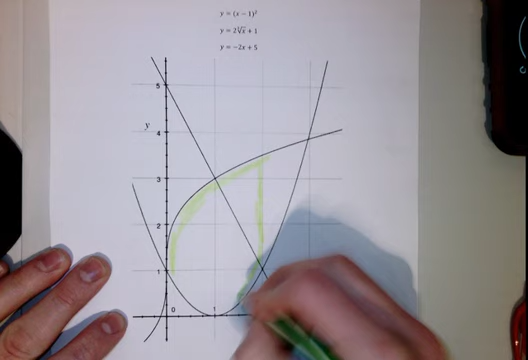 y = (x − 1)²
y = 2∛x + 1
y = −2x + 5
5
y
4
3
2
1
0 1